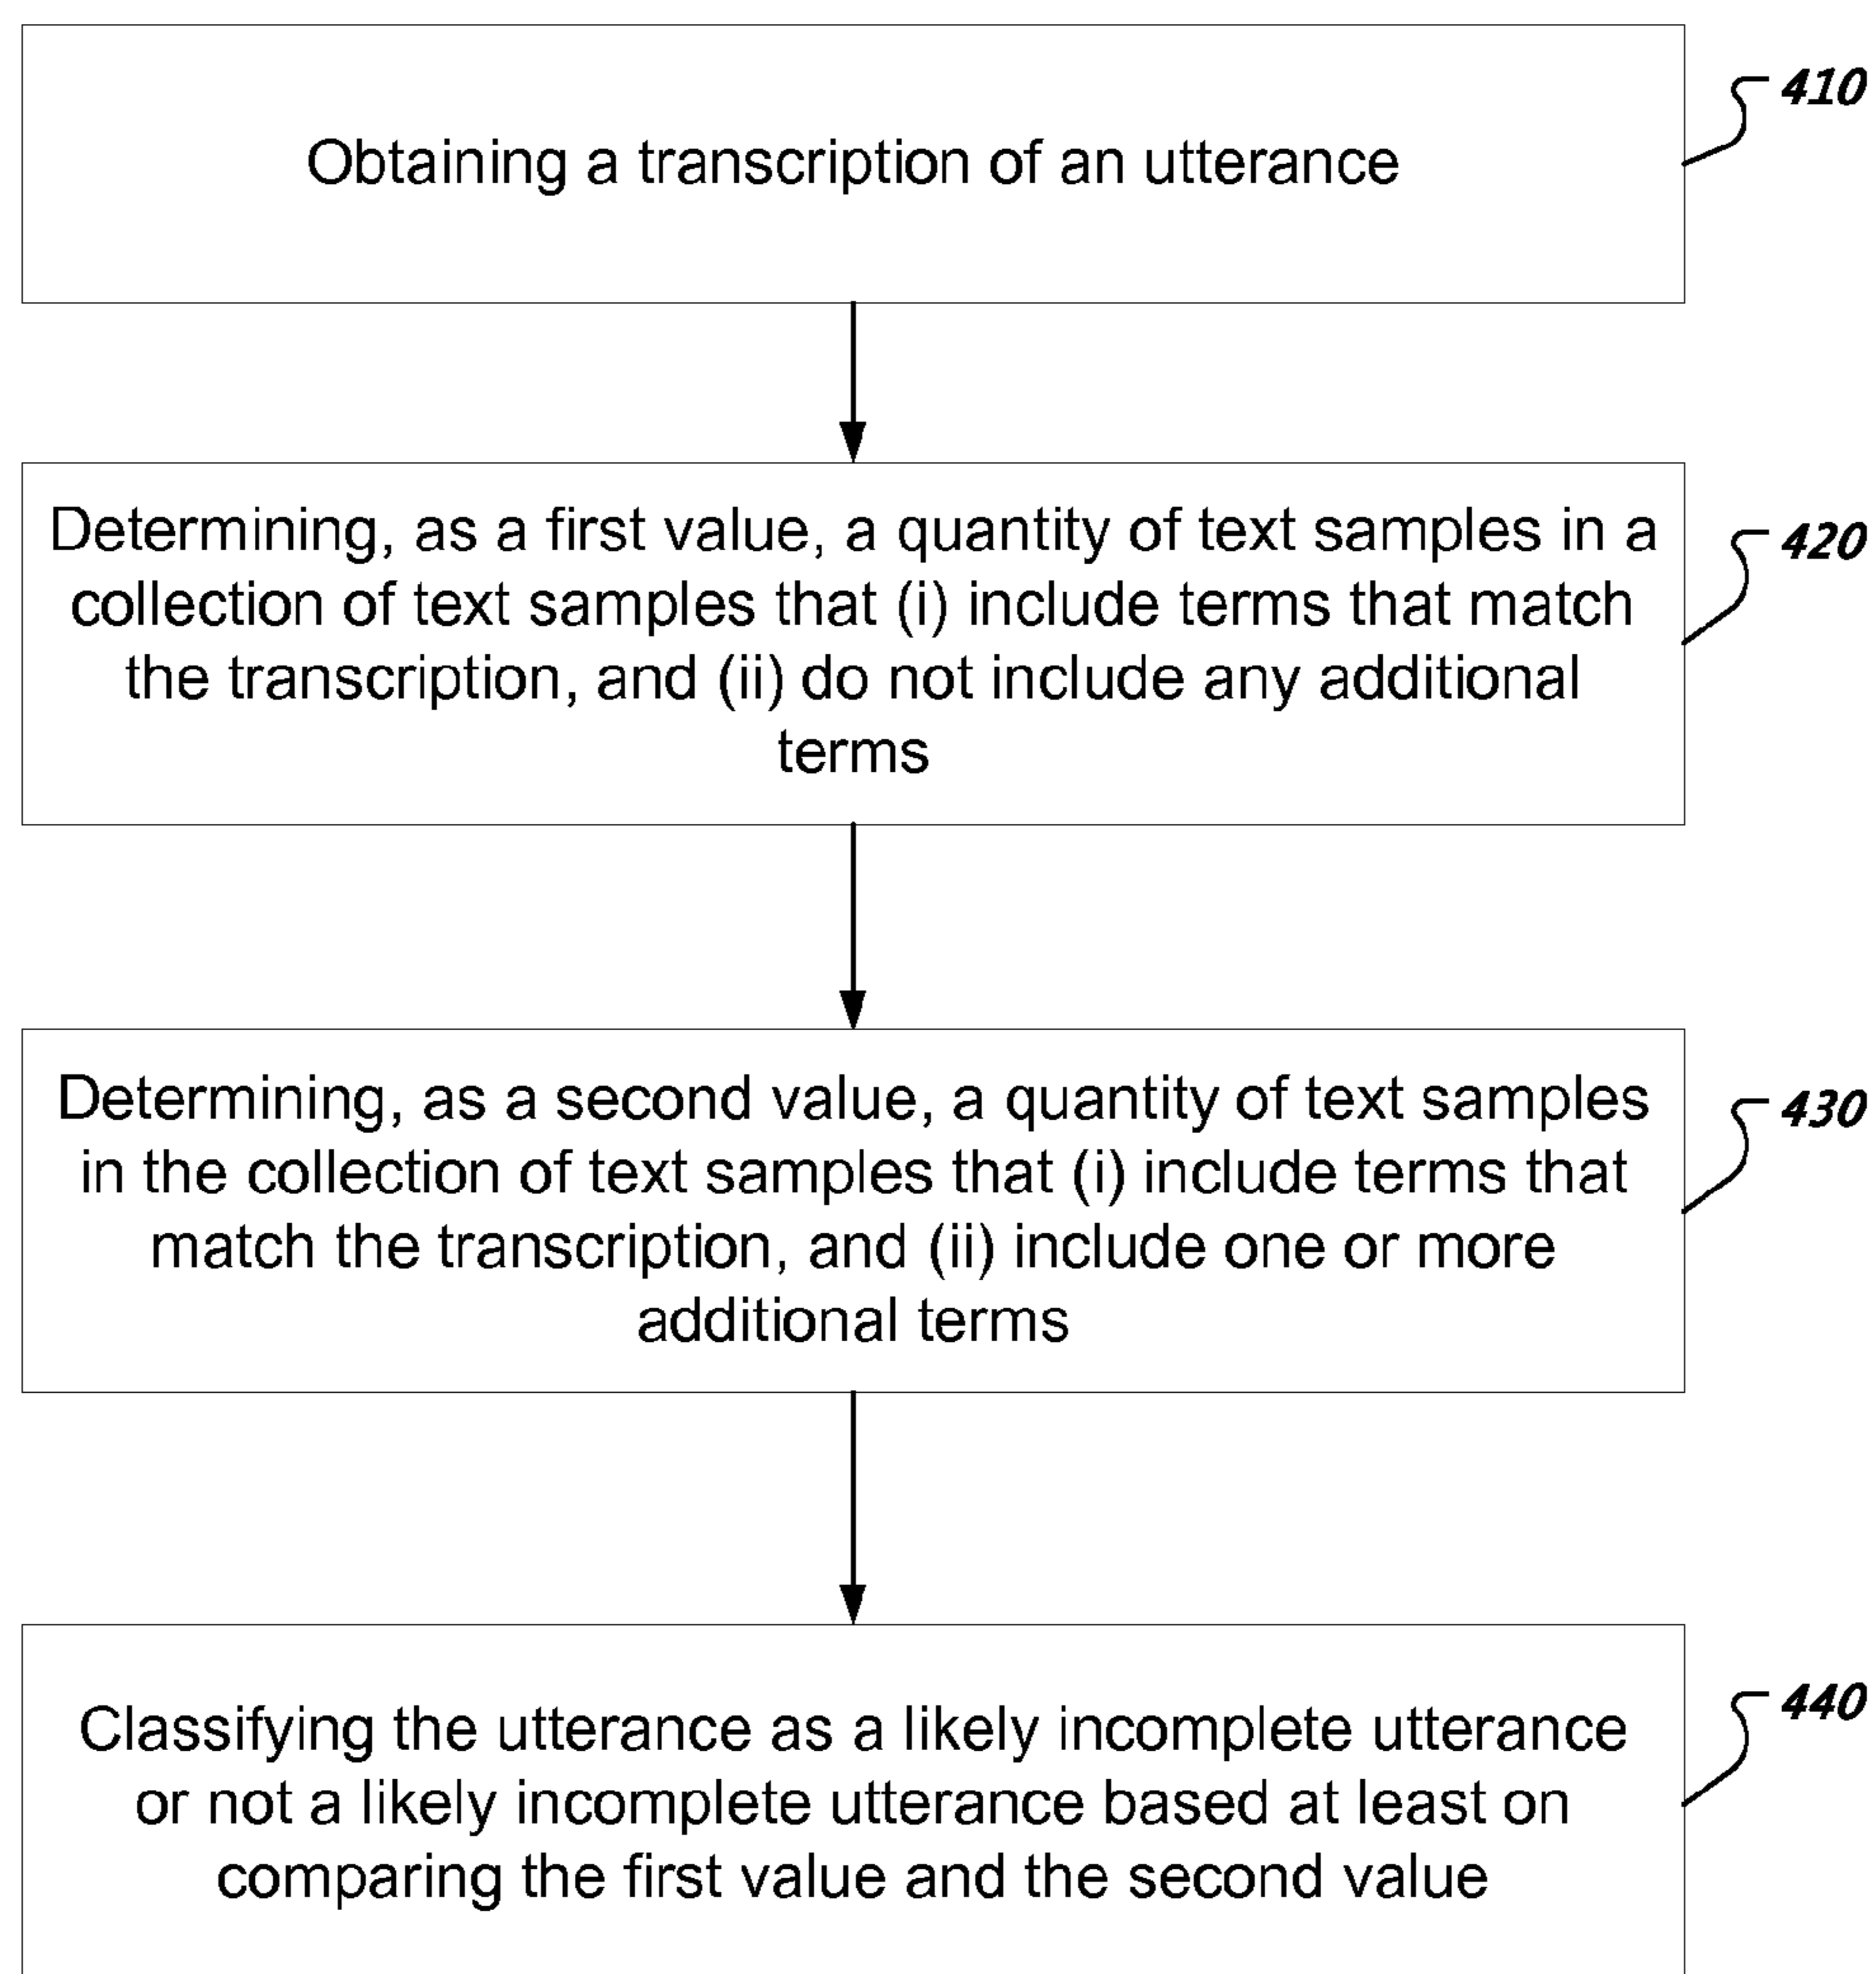 Obtaining a transcription of an utterance
410
Determining, as a first value, a quantity of text samples in a
collection of text samples that (i) include terms that match
the transcription, and (ii) do not include any additional
terms
420
Determining, as a second value, a quantity of text samples
in the collection of text samples that (i) include terms that
match the transcription, and (ii) include one or more
additional terms
430
Classifying the utterance as a likely incomplete utterance
or not a likely incomplete utterance based at least on
comparing the first value and the second value
440